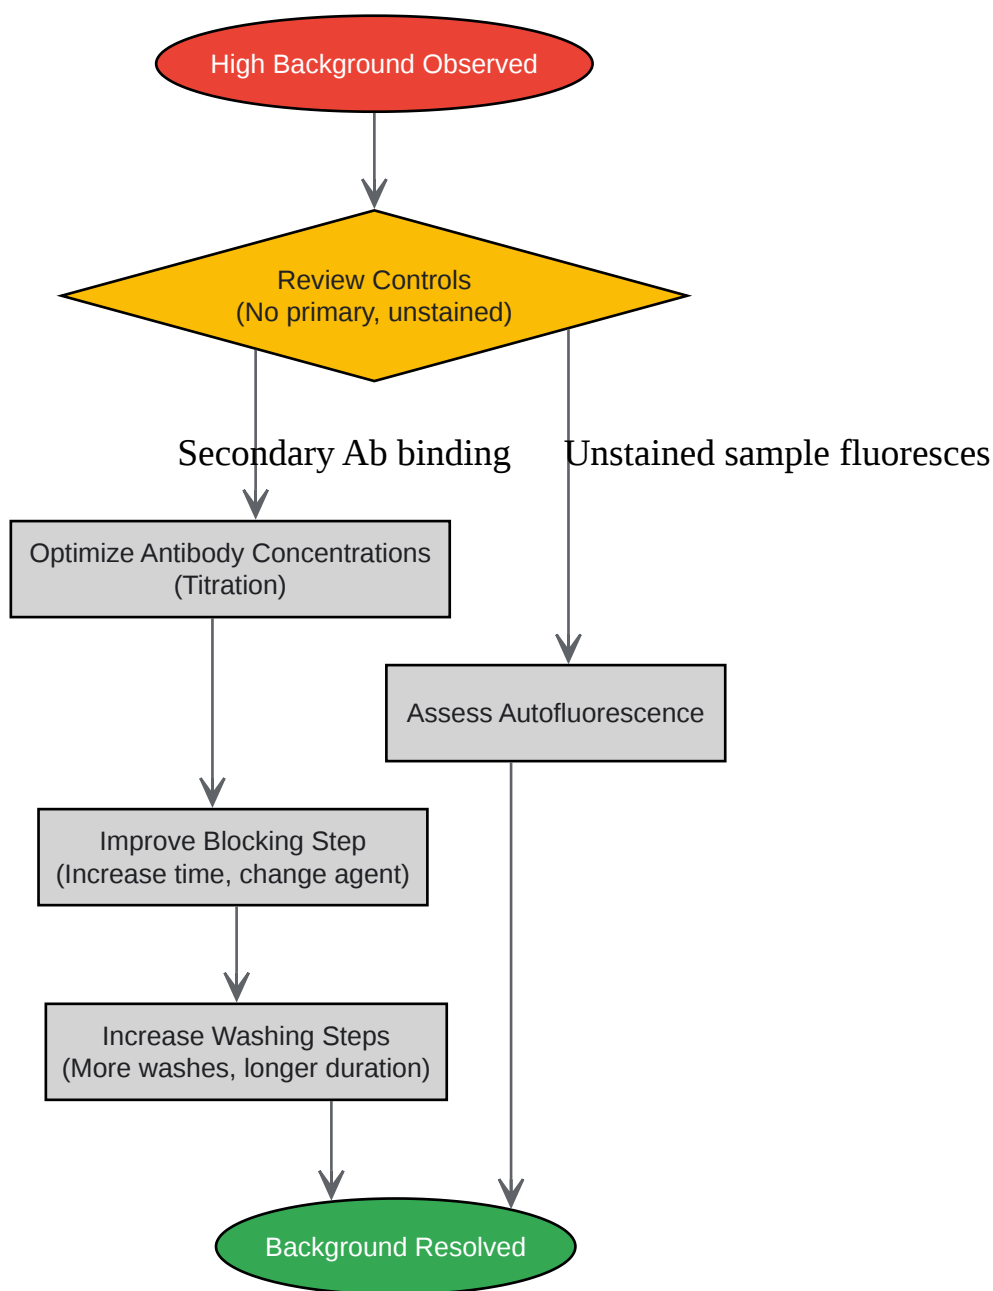 High Background Observed
Review Controls
(No primary, unstained)
Secondary Ab binding
Unstained sample fluoresces
Optimize Antibody Concentrations
(Titration)
Assess Autofluorescence
Improve Blocking Step
(Increase time, change agent)
Increase Washing Steps
(More washes, longer duration)
Background Resolved